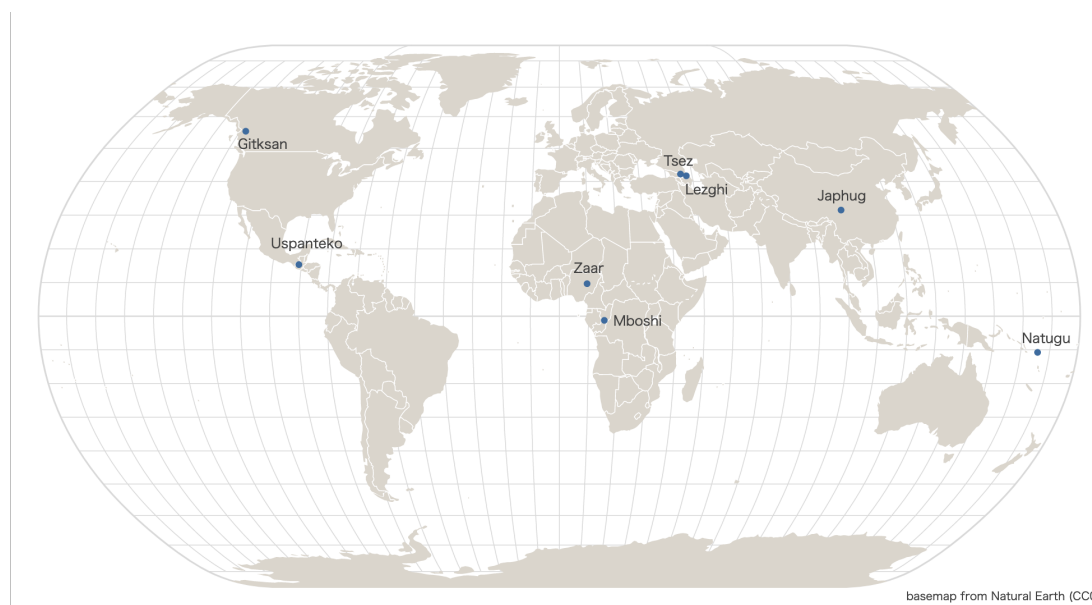 Gitksan
Tsez
Lezghi
Japhug
Uspanteko
Zaar
Mboshi
Natugu
basemap from Natural Earth (CC